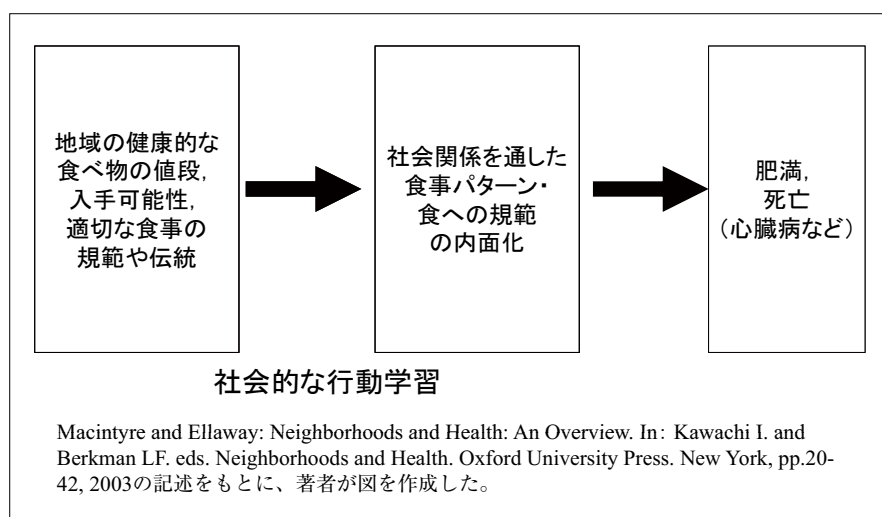 地域の健康的な
食べ物の値段,
入手可能性,
適切な食事の
規範や伝統
社会関係を通した
食事パターン・
食への規範
の内面化
肥満,
死亡
（心臓病など）
社会的な行動学習
Macintyre and Ellaway: Neighborhoods and Health: An Overview. In: Kawachi I. and
Berkman LF. eds. Neighborhoods and Health. Oxford University Press. New York, pp.20-
42, 2003の記述をもとに、著者が図を作成した。